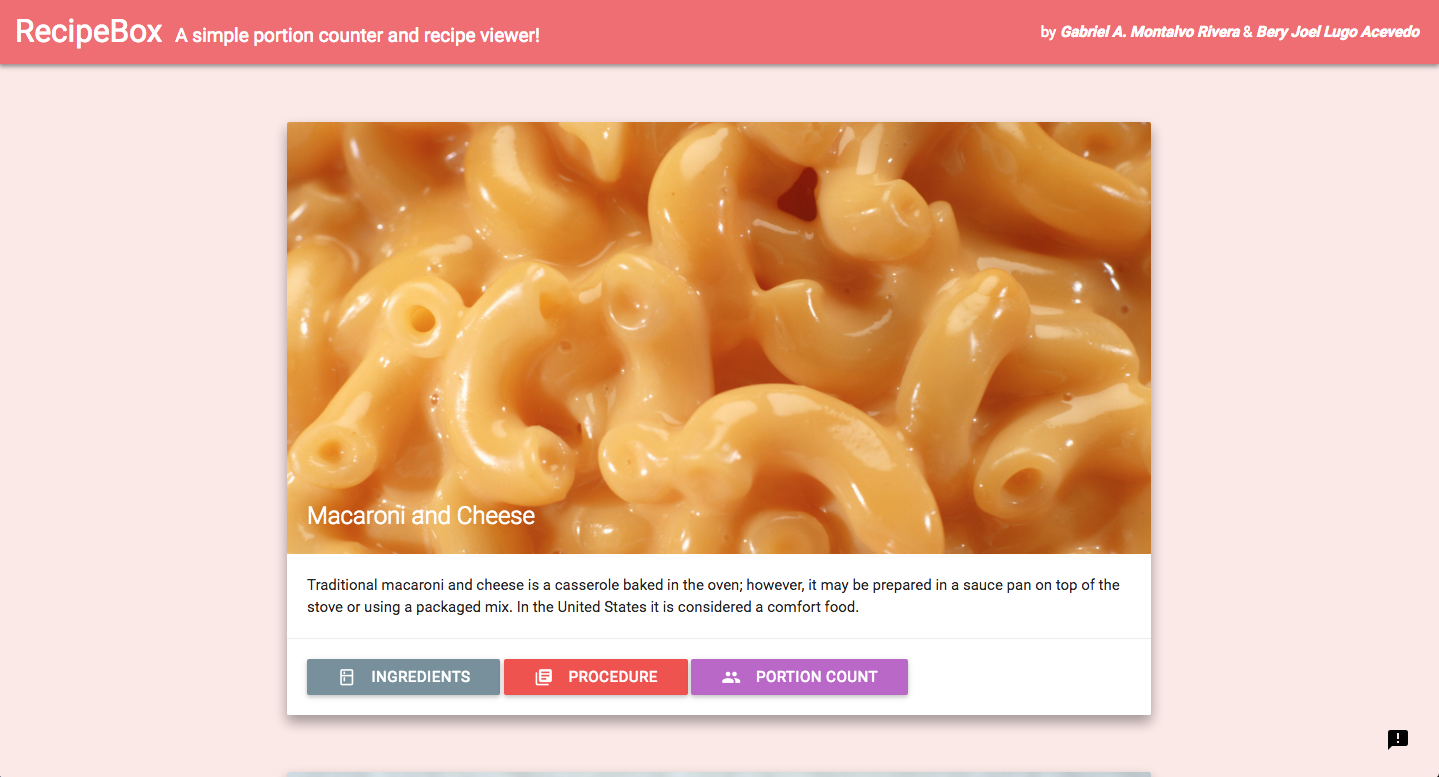 RecipeBox A simple portion counter and recipe viewer! by Gabriel A. Montalvo Rivera & Bery Joel Lugo Acevedo
Macaroni and Cheese
Traditional macaroni and cheese is a casserole baked in the oven; however, it may be prepared in a sauce pan on top of the
stove or using a packaged mix. In the United States it is considered a comfort food.
INGREDIENTS PROCEDURE PORTION COUNT